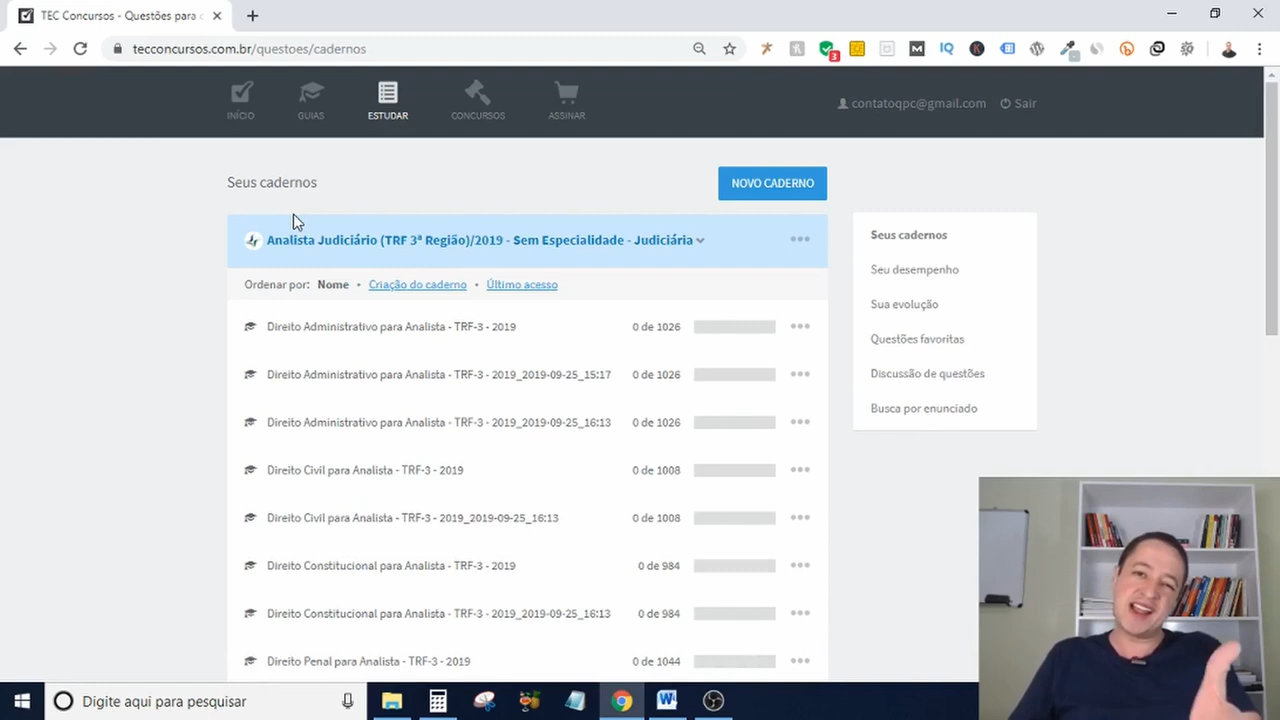 TEC Concursos - Questões para c
tecconcursos.com.br/questoes/cadernos
3
INÍCIO
GUIAS
ESTUDAR
CONCURSOS
ASSINAR
contatoqpc@gmail.com
Sair
Seus cadernos
NOVO CADERNO
Analista Judiciário (TRF 3ª Região)/2019 - Sem Especialidade - Judiciária
Ordenar por: Nome • Criação do caderno • Último acesso
Direito Administrativo para Analista - TRF-3 - 2019 0 de 1026
Direito Administrativo para Analista - TRF-3 - 2019_2019-09-25_15:17 0 de 1026
Direito Administrativo para Analista - TRF-3 - 2019_2019-09-25_16:13 0 de 1026
Direito Civil para Analista - TRF-3 - 2019 0 de 1008
Direito Civil para Analista - TRF-3 - 2019_2019-09-25_16:13 0 de 1008
Direito Constitucional para Analista - TRF-3 - 2019 0 de 984
Direito Constitucional para Analista - TRF-3 - 2019_2019-09-25_16:13 0 de 984
Direito Penal para Analista - TRF-3 - 2019 0 de 1044
Seus cadernos
Seu desempenho
Sua evolução
Questões favoritas
Discussão de questões
Busca por enunciado
Digite aqui para pesquisar